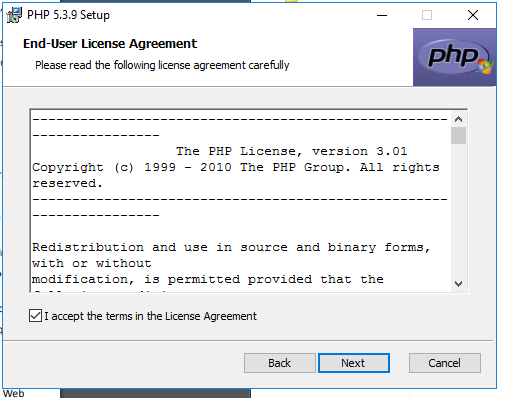 PHP 5.3.9 Setup
End-User License Agreement
Please read the following license agreement carefully
php
----------------------------------------------------
----------------
The PHP License, version 3.01
Copyright (c) 1999 - 2010 The PHP Group. All rights
reserved.
----------------------------------------------------
----------------
Redistribution and use in source and binary forms,
with or without
modification, is permitted provided that the
I accept the terms in the License Agreement
Back
Next
Cancel
Web